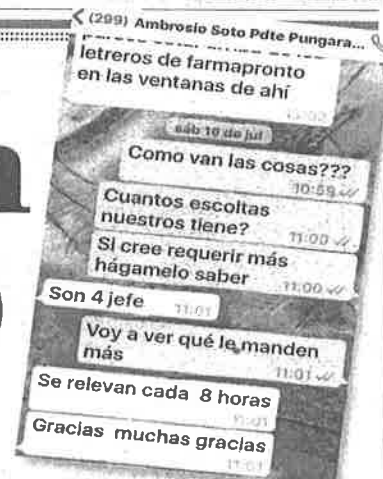 (299) Ambrosio Soto Pdte Pungara...
letreros de farmapronto
en las ventanas de ahí
sáb 16 de jul
Como van las cosas???
10:59
Cuantos escoltas
nuestros tiene?
11:00
Si cree requerir más
hágamelo saber
11:00
Son 4 jefe
11:01
Voy a ver qué le manden
más
11:01
Se relevan cada 8 horas
11:01
Gracias muchas gracias
11:01